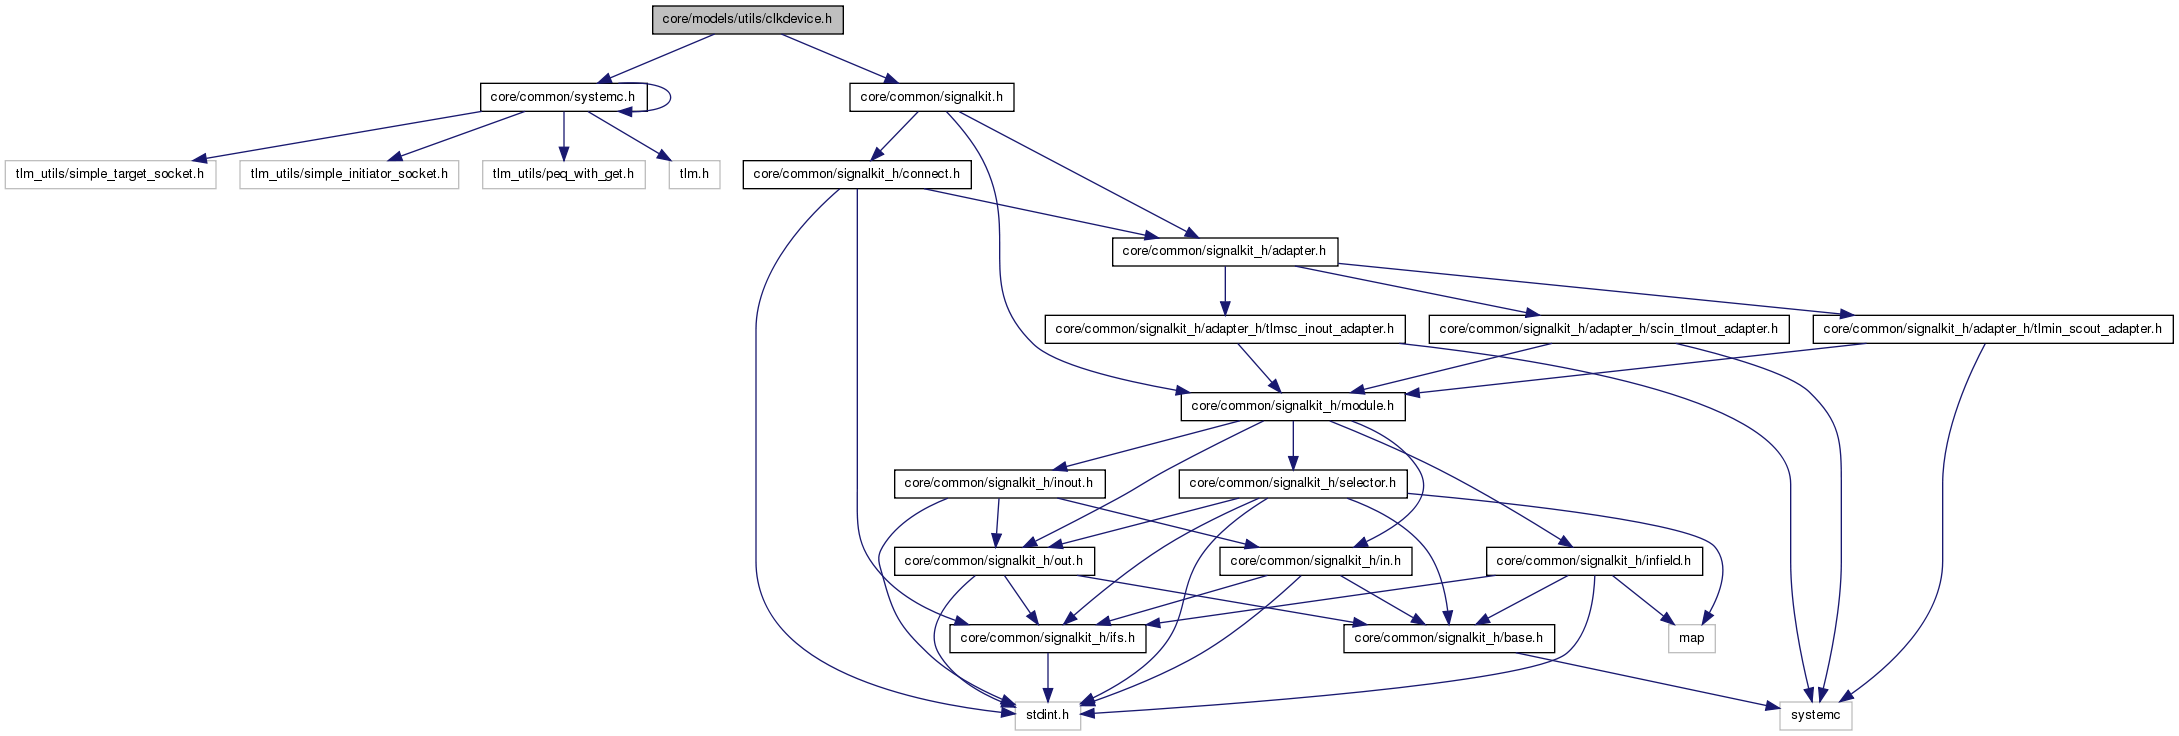 core/models/utils/clkdevice.h
core/common/systemc.h
core/common/signalkit.h
tlm_utils/simple_target_socket.h
tlm_utils/simple_initiator_socket.h
tlm_utils/peq_with_get.h
tlm.h
core/common/signalkit_h/connect.h
core/common/signalkit_h/adapter.h
core/common/signalkit_h/adapter_h/tlmsc_inout_adapter.h
core/common/signalkit_h/adapter_h/scin_tlmout_adapter.h
core/common/signalkit_h/adapter_h/tlmin_scout_adapter.h
core/common/signalkit_h/module.h
core/common/signalkit_h/inout.h
core/common/signalkit_h/selector.h
core/common/signalkit_h/out.h
core/common/signalkit_h/in.h
core/common/signalkit_h/infield.h
core/common/signalkit_h/ifs.h
core/common/signalkit_h/base.h
map
stdint.h
systemc